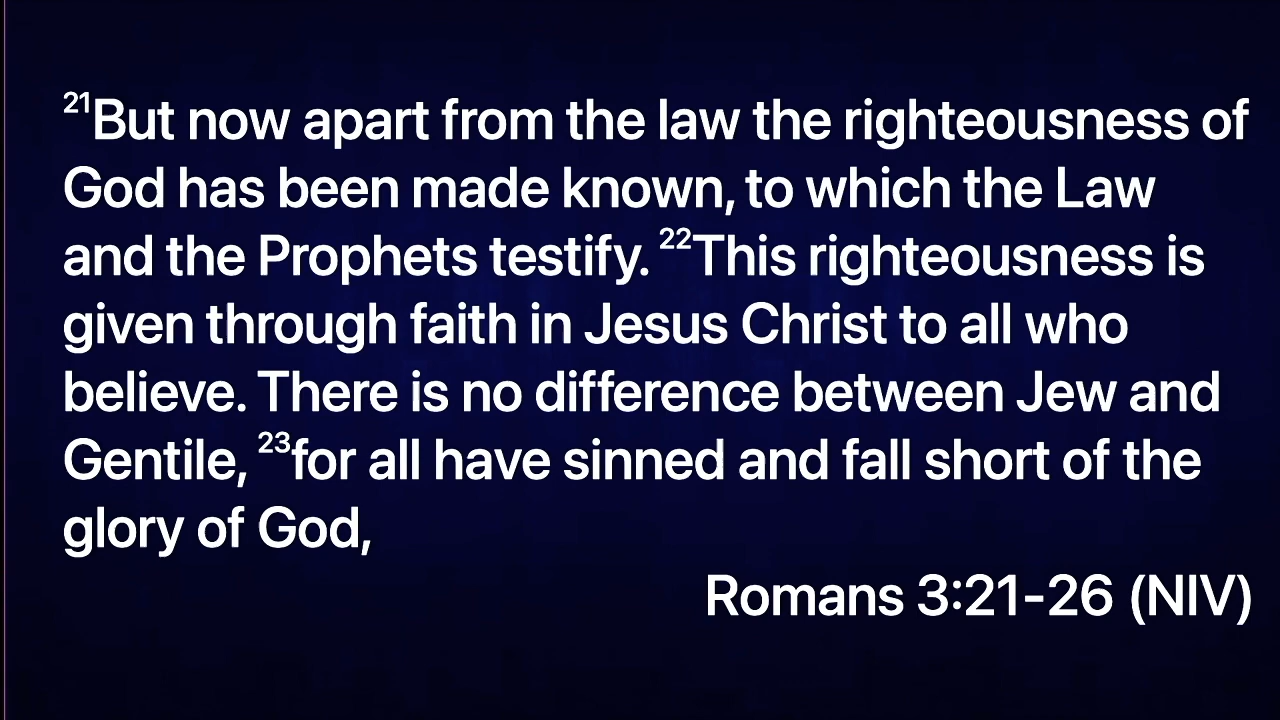 21But now apart from the law the righteousness of
God has been made known, to which the Law
and the Prophets testify. 22This righteousness is
given through faith in Jesus Christ to all who
believe. There is no difference between Jew and
Gentile, 23for all have sinned and fall short of the
glory of God,
Romans 3:21-26 (NIV)